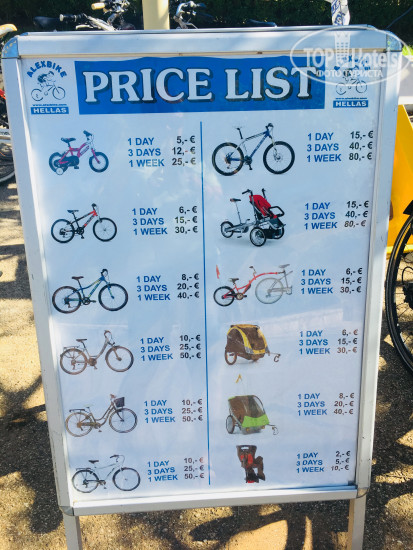 ALEXBIKE
HELLAS
PRICE LIST
HELLAS
1 DAY 5,-€
3 DAYS 12,-€
1 WEEK 25,-€
1 DAY 6,-€
3 DAYS 15,-€
1 WEEK 30,-€
1 DAY 8,-€
3 DAYS 20,-€
1 WEEK 40,-€
1 DAY 10,-€
3 DAYS 25,-€
1 WEEK 50,-€
1 DAY 10,-€
3 DAYS 25,-€
1 WEEK 50,-€
1 DAY 10,-€
3 DAYS 25,-€
1 WEEK 50,-€
1 DAY 15,-€
3 DAYS 40,-€
1 WEEK 80,-€
1 DAY 15,-€
3 DAYS 40,-€
1 WEEK 80,-€
1 DAY 6,-€
3 DAYS 15,-€
1 WEEK 30,-€
1 DAY 6,-€
3 DAYS 15,-€
1 WEEK 30,-€
1 DAY 8,-€
3 DAYS 20,-€
1 WEEK 40,-€
1 DAY 2,-€
3 DAYS 5,-€
1 WEEK 10,-€
TopHotels
ФОТО ТУРИСТА